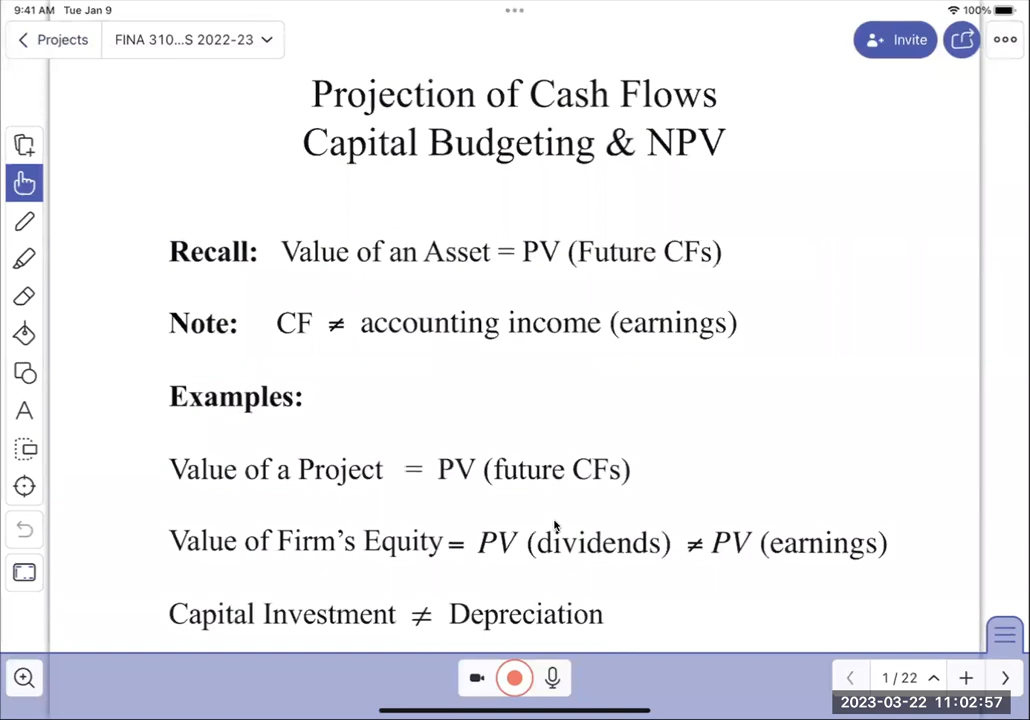 9:41 AM Tue Jan 9
100%
Projects
FINA 310...S 2022-23
Invite
Projection of Cash Flows
Capital Budgeting & NPV
Recall: Value of an Asset = PV (Future CFs)
Note: CF ≠ accounting income (earnings)
Examples:
Value of a Project = PV (future CFs)
Value of Firm's Equity = PV (dividends) ≠ PV (earnings)
Capital Investment ≠ Depreciation
A
1 / 22
2023-03-22 11:02:57